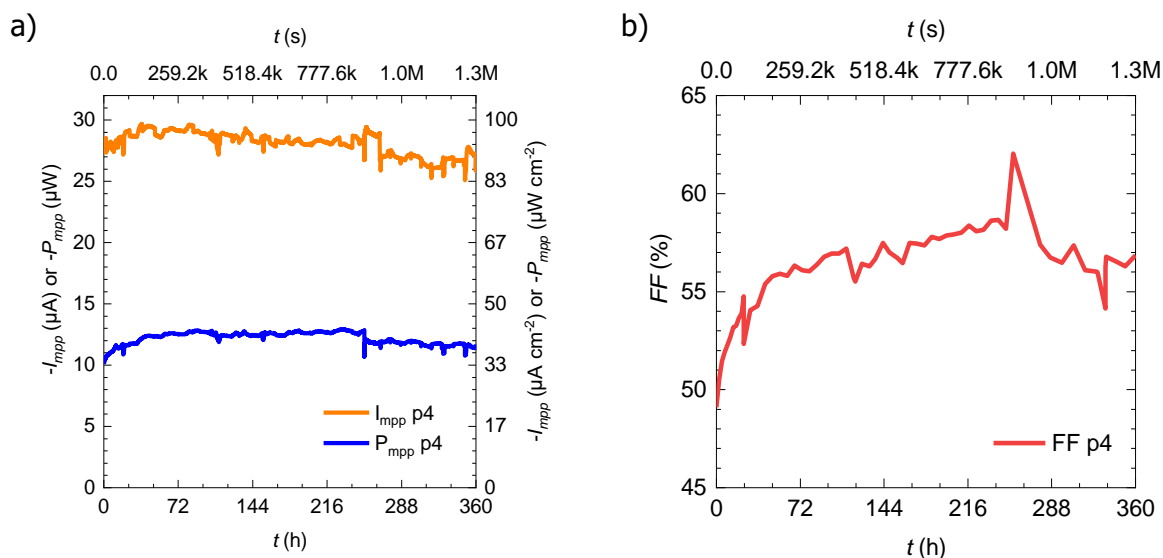 a)
t (s)
0.0 259.2k 518.4k 777.6k 1.0M 1.3M
30
25
20
15
10
5
0
-Impp (µA) or -Pmpp (µW)
100
83
67
50
33
17
0
-Impp (µA cm-2) or -Pmpp (µW cm-2)
Impp p4
Pmpp p4
0 72 144 216 288 360
t (h)
b)
t (s)
0.0 259.2k 518.4k 777.6k 1.0M 1.3M
65
60
55
50
45
FF (%)
FF p4
0 72 144 216 288 360
t (h)